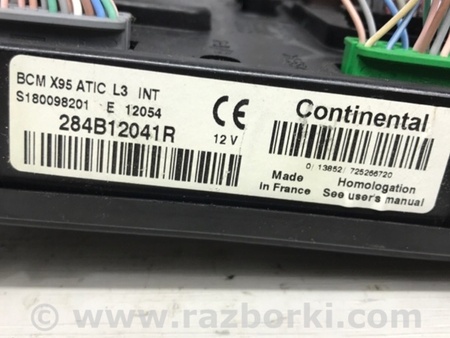 BCM X95 ATIC L3 INT
S180098201 E 12054
284B12041R
12 V
CE
Continental
0/ 13852/ 725266720
Made in France
Homologation
See user's manual
© www.razborki.com